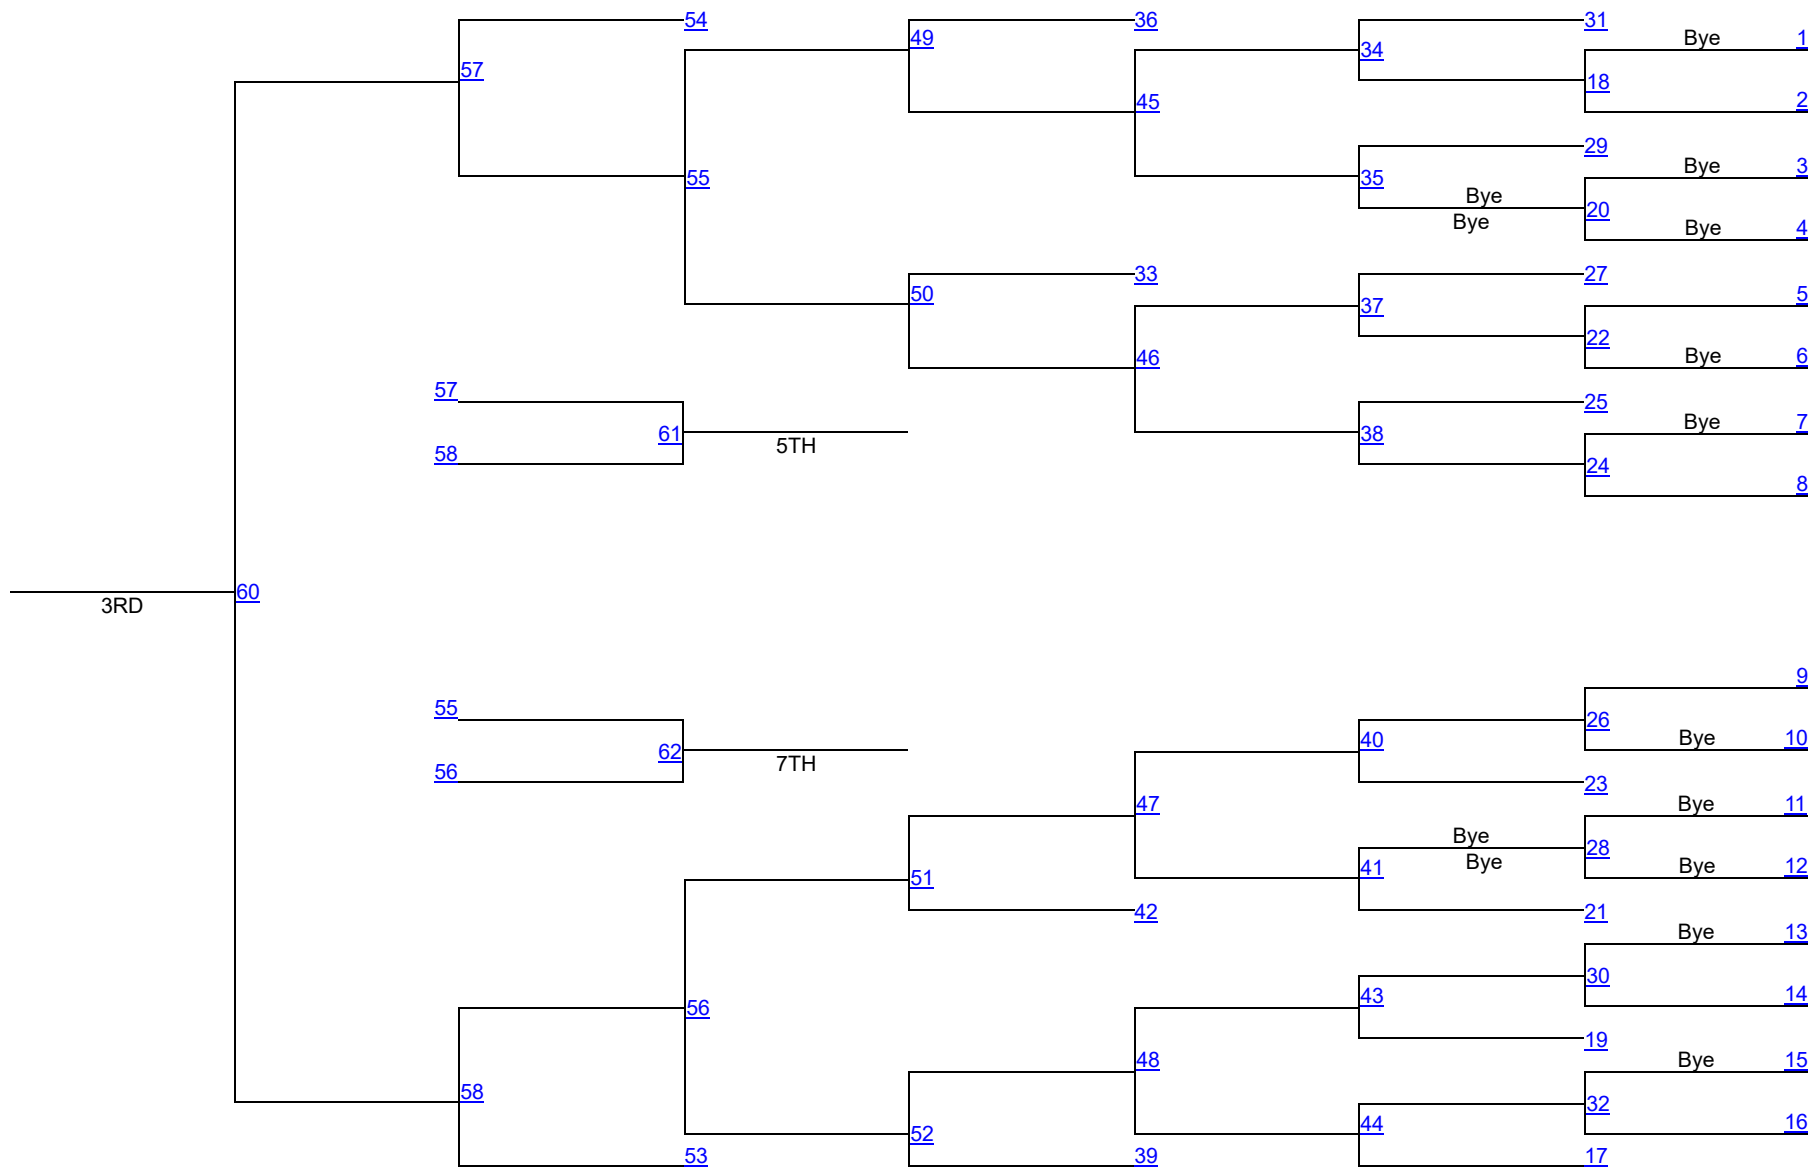 54 36 31
49 Bye 1
57 34
18
45 2
29
Bye 3
55 35
Bye 20
Bye Bye 4
33 27
50 37 5
22
46 Bye 6
57 25
61 38 Bye 7
5TH
58 24
8
60
3RD
9
55 26
62 40 Bye 10
7TH
56 23
47 Bye 11
Bye 28
Bye
51 41 Bye 12
42 21
Bye 13
30
56 43 14
19
48 Bye 15
58 32
52 44 16
53 39 17